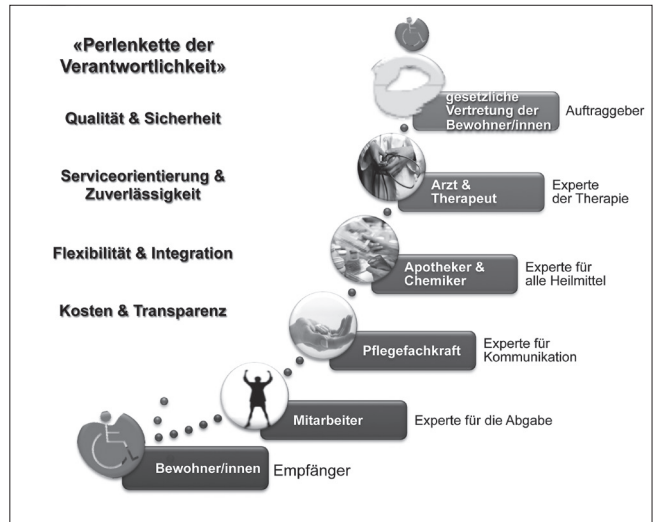 «Perlenkette der
Verantwortlichkeit»
Qualität & Sicherheit
Serviceorientierung &
Zuverlässigkeit
Flexibilität & Integration
Kosten & Transparenz
gesetzliche
Vertretung der
Bewohner/innen
Auftraggeber
Arzt &
Therapeut
Experte
der Therapie
Apotheker &
Chemiker
Experte für
alle Heilmittel
Pflegefachkraft
Experte für
Kommunikation
Mitarbeiter
Experte für die Abgabe
Bewohner/innen
Empfänger